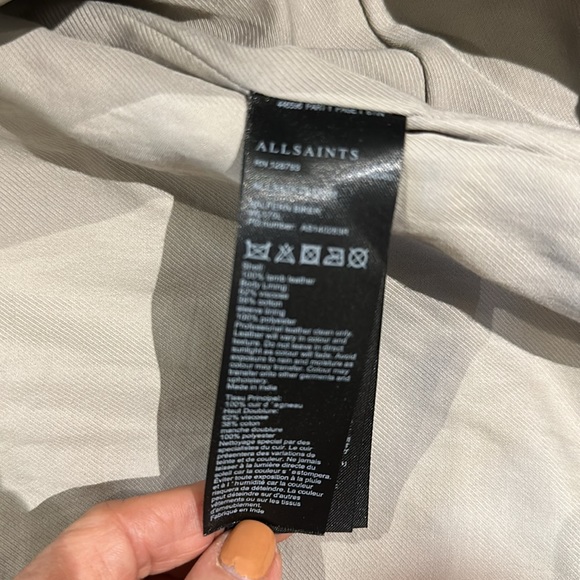 ALLSAINTS
RN 128789
Shell
100% lamb leather
Body Lining
62% viscose
38% cotton
sleeve lining
100% polyester
Professional leather clean only.
Leather will vary in colour and
texture. Do not leave in direct
sunlight as colour will fade. Avoid
exposure to rain and moisture as
colour may transfer. Colour may
transfer onto other garments and
upholstery.
Made in India
Tissu Principal:
100% cuir d'agneau
Haut Doublure:
62% viscose
38% coton
manche doublure
100% polyester
Nettoyage spécial par des
spécialistes du cuir. Le cuir
présentera des variations de
teinte et de couleur. Ne jamais
laisser à la lumière directe du
soleil car la couleur s'estompera.
Éviter toute exposition à la pluie
et à l'humidité car la couleur
risquera de déteindre. La couleur
peut déteindre sur d'autres
vêtements ou sur les tissus
d'ameublement.
Fabriqué en Inde